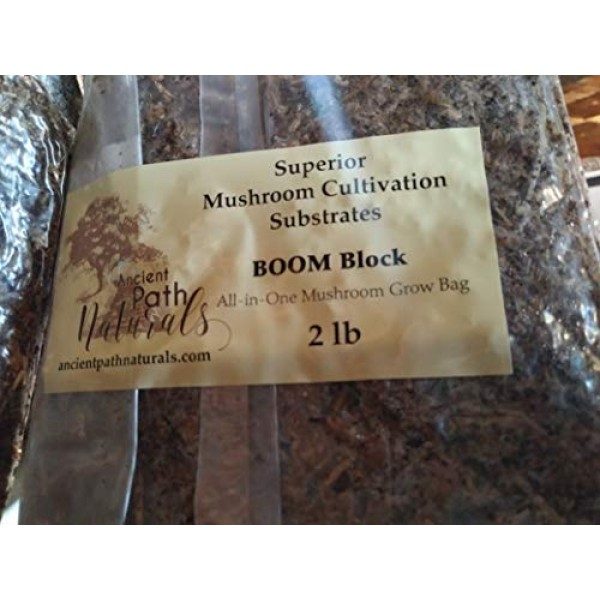 Superior
Mushroom Cultivation
Substrates
BOOM Block
All-in-One Mushroom Grow Bag
2 lb
Ancient
Path
Naturals
ancientpathnaturals.com